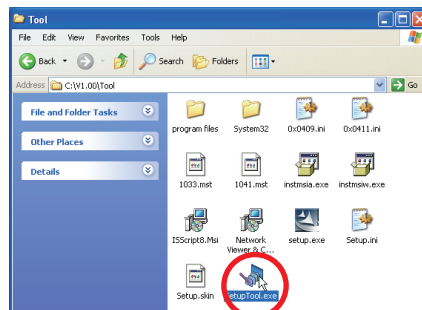 Tool
File Edit View Favorites Tools Help
Back Search Folders
Address C:\V1.00\Tool Go
File and Folder Tasks
Other Places
Details
program files System32 0x0409.ini 0x0411.ini
1033.mst 1041.mst instmsia.exe instmsiw.exe
ISScript8.Msi Network Viewer & C... setup.exe Setup.ini
Setup.skin SetupTool.exe